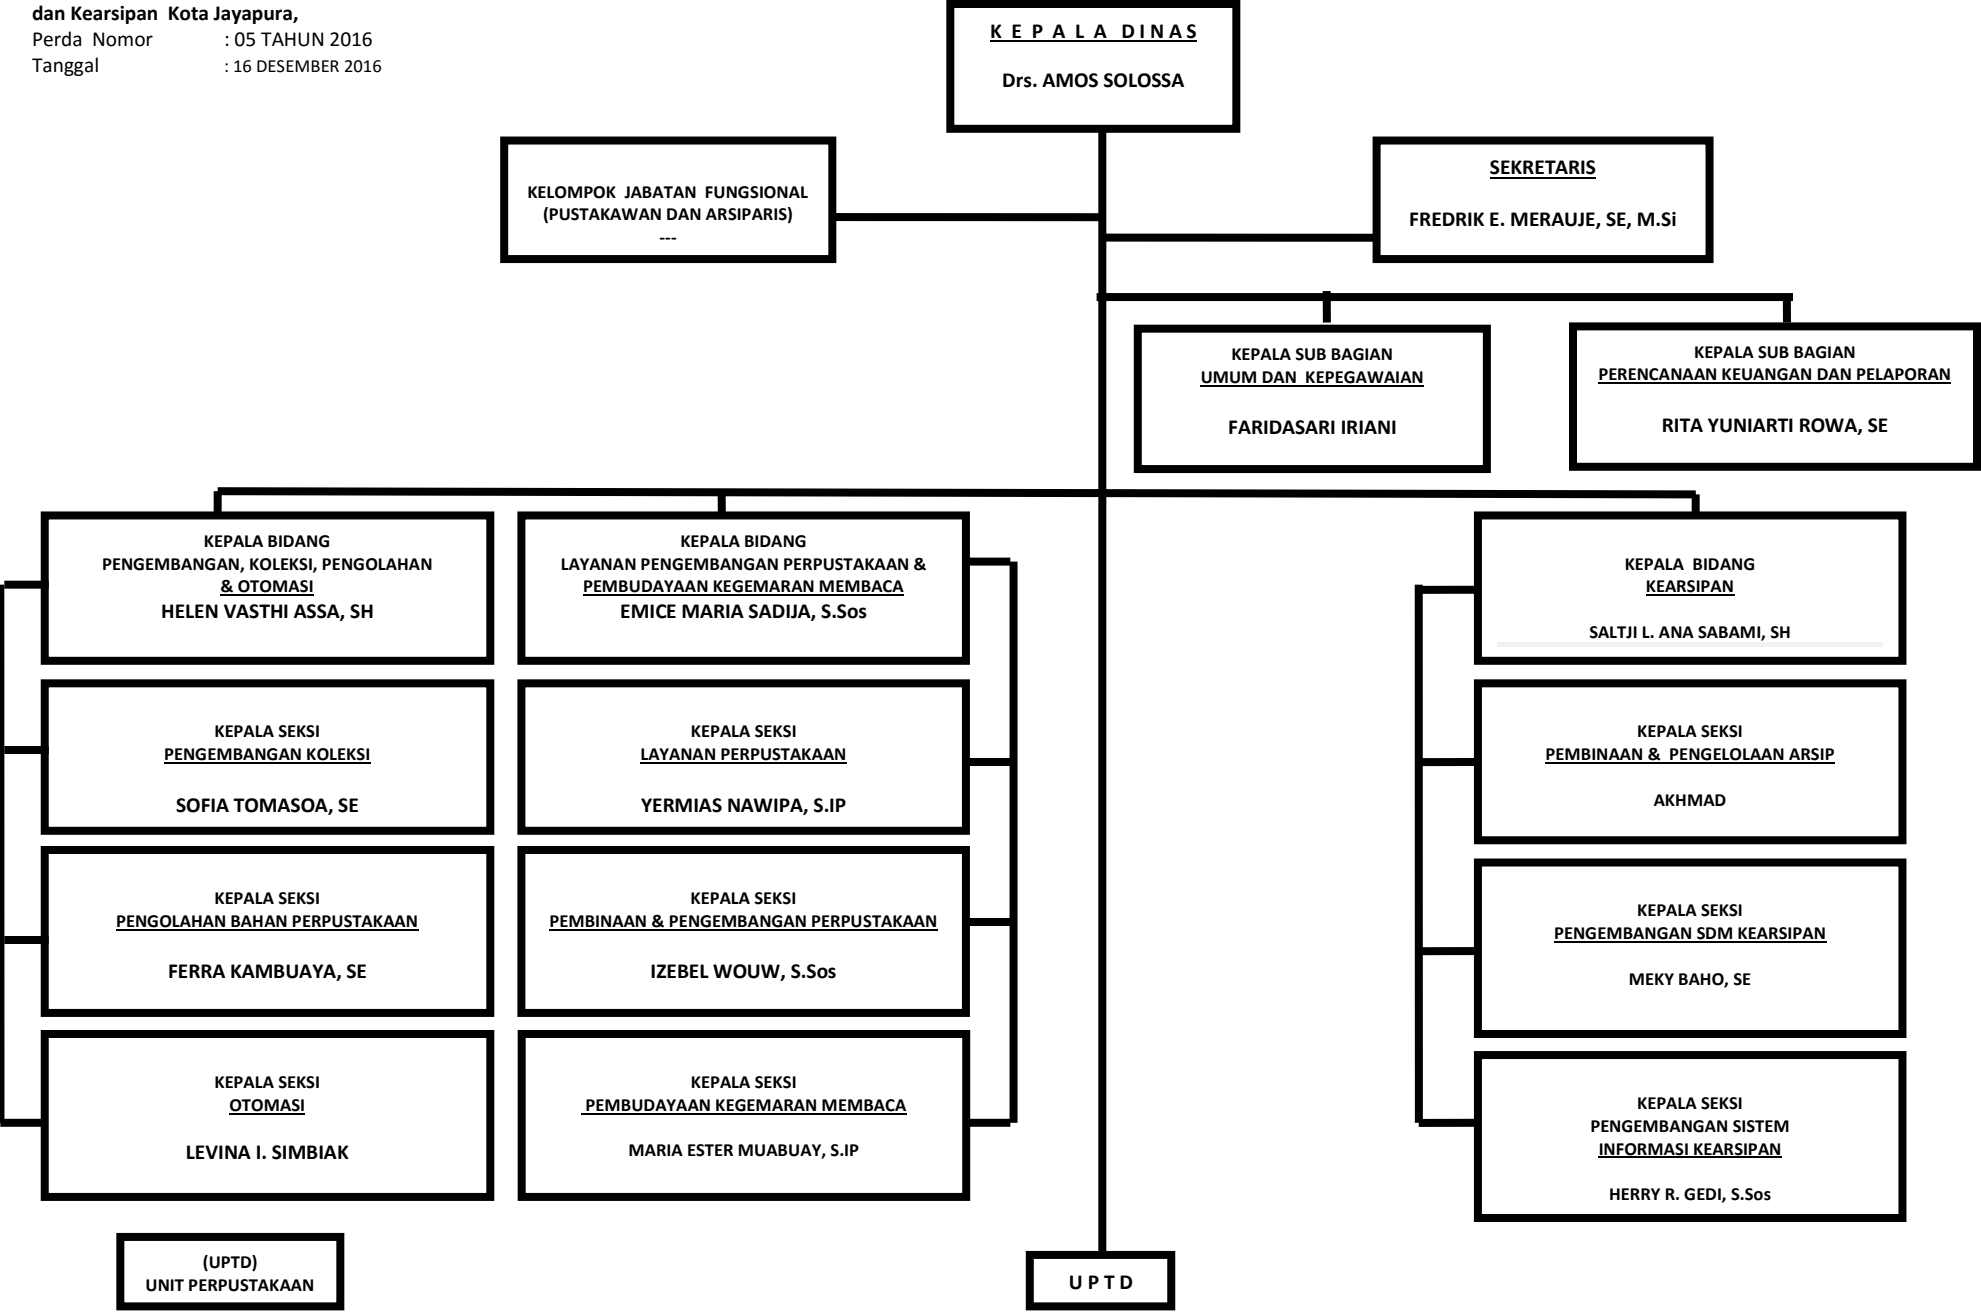 dan Kearsipan Kota Jayapura,
Perda Nomor : 05 TAHUN 2016
Tanggal : 16 DESEMBER 2016
K E P A L A D I N A S
Drs. AMOS SOLOSSA
KELOMPOK JABATAN FUNGSIONAL
(PUSTAKAWAN DAN ARSIPARIS)
---
SEKRETARIS
FREDRIK E. MERAUJE, SE, M.Si
KEPALA SUB BAGIAN
UMUM DAN KEPEGAWAIAN
FARIDASARI IRIANI
KEPALA SUB BAGIAN
PERENCANAAN KEUANGAN DAN PELAPORAN
RITA YUNIARTI ROWA, SE
KEPALA BIDANG
PENGEMBANGAN, KOLEKSI, PENGOLAHAN
& OTOMASI
HELEN VASTHI ASSA, SH
KEPALA BIDANG
LAYANAN PENGEMBANGAN PERPUSTAKAAN &
PEMBUDAYAAN KEGEMARAN MEMBACA
EMICE MARIA SADIJA, S.Sos
KEPALA BIDANG
KEARSIPAN
SALTJI L. ANA SABAMI, SH
KEPALA SEKSI
PENGEMBANGAN KOLEKSI
SOFIA TOMASOA, SE
KEPALA SEKSI
LAYANAN PERPUSTAKAAN
YERMIAS NAWIPA, S.IP
KEPALA SEKSI
PEMBINAAN & PENGELOLAAN ARSIP
AKHMAD
KEPALA SEKSI
PENGOLAHAN BAHAN PERPUSTAKAAN
FERRA KAMBUAYA, SE
KEPALA SEKSI
PEMBINAAN & PENGEMBANGAN PERPUSTAKAAN
IZEBEL WOUW, S.Sos
KEPALA SEKSI
PENGEMBANGAN SDM KEARSIPAN
MEKY BAHO, SE
KEPALA SEKSI
OTOMASI
LEVINA I. SIMBIAK
KEPALA SEKSI
PEMBUDAYAAN KEGEMARAN MEMBACA
MARIA ESTER MUABUAY, S.IP
KEPALA SEKSI
PENGEMBANGAN SISTEM
INFORMASI KEARSIPAN
HERRY R. GEDI, S.Sos
(UPTD)
UNIT PERPUSTAKAAN
U P T D